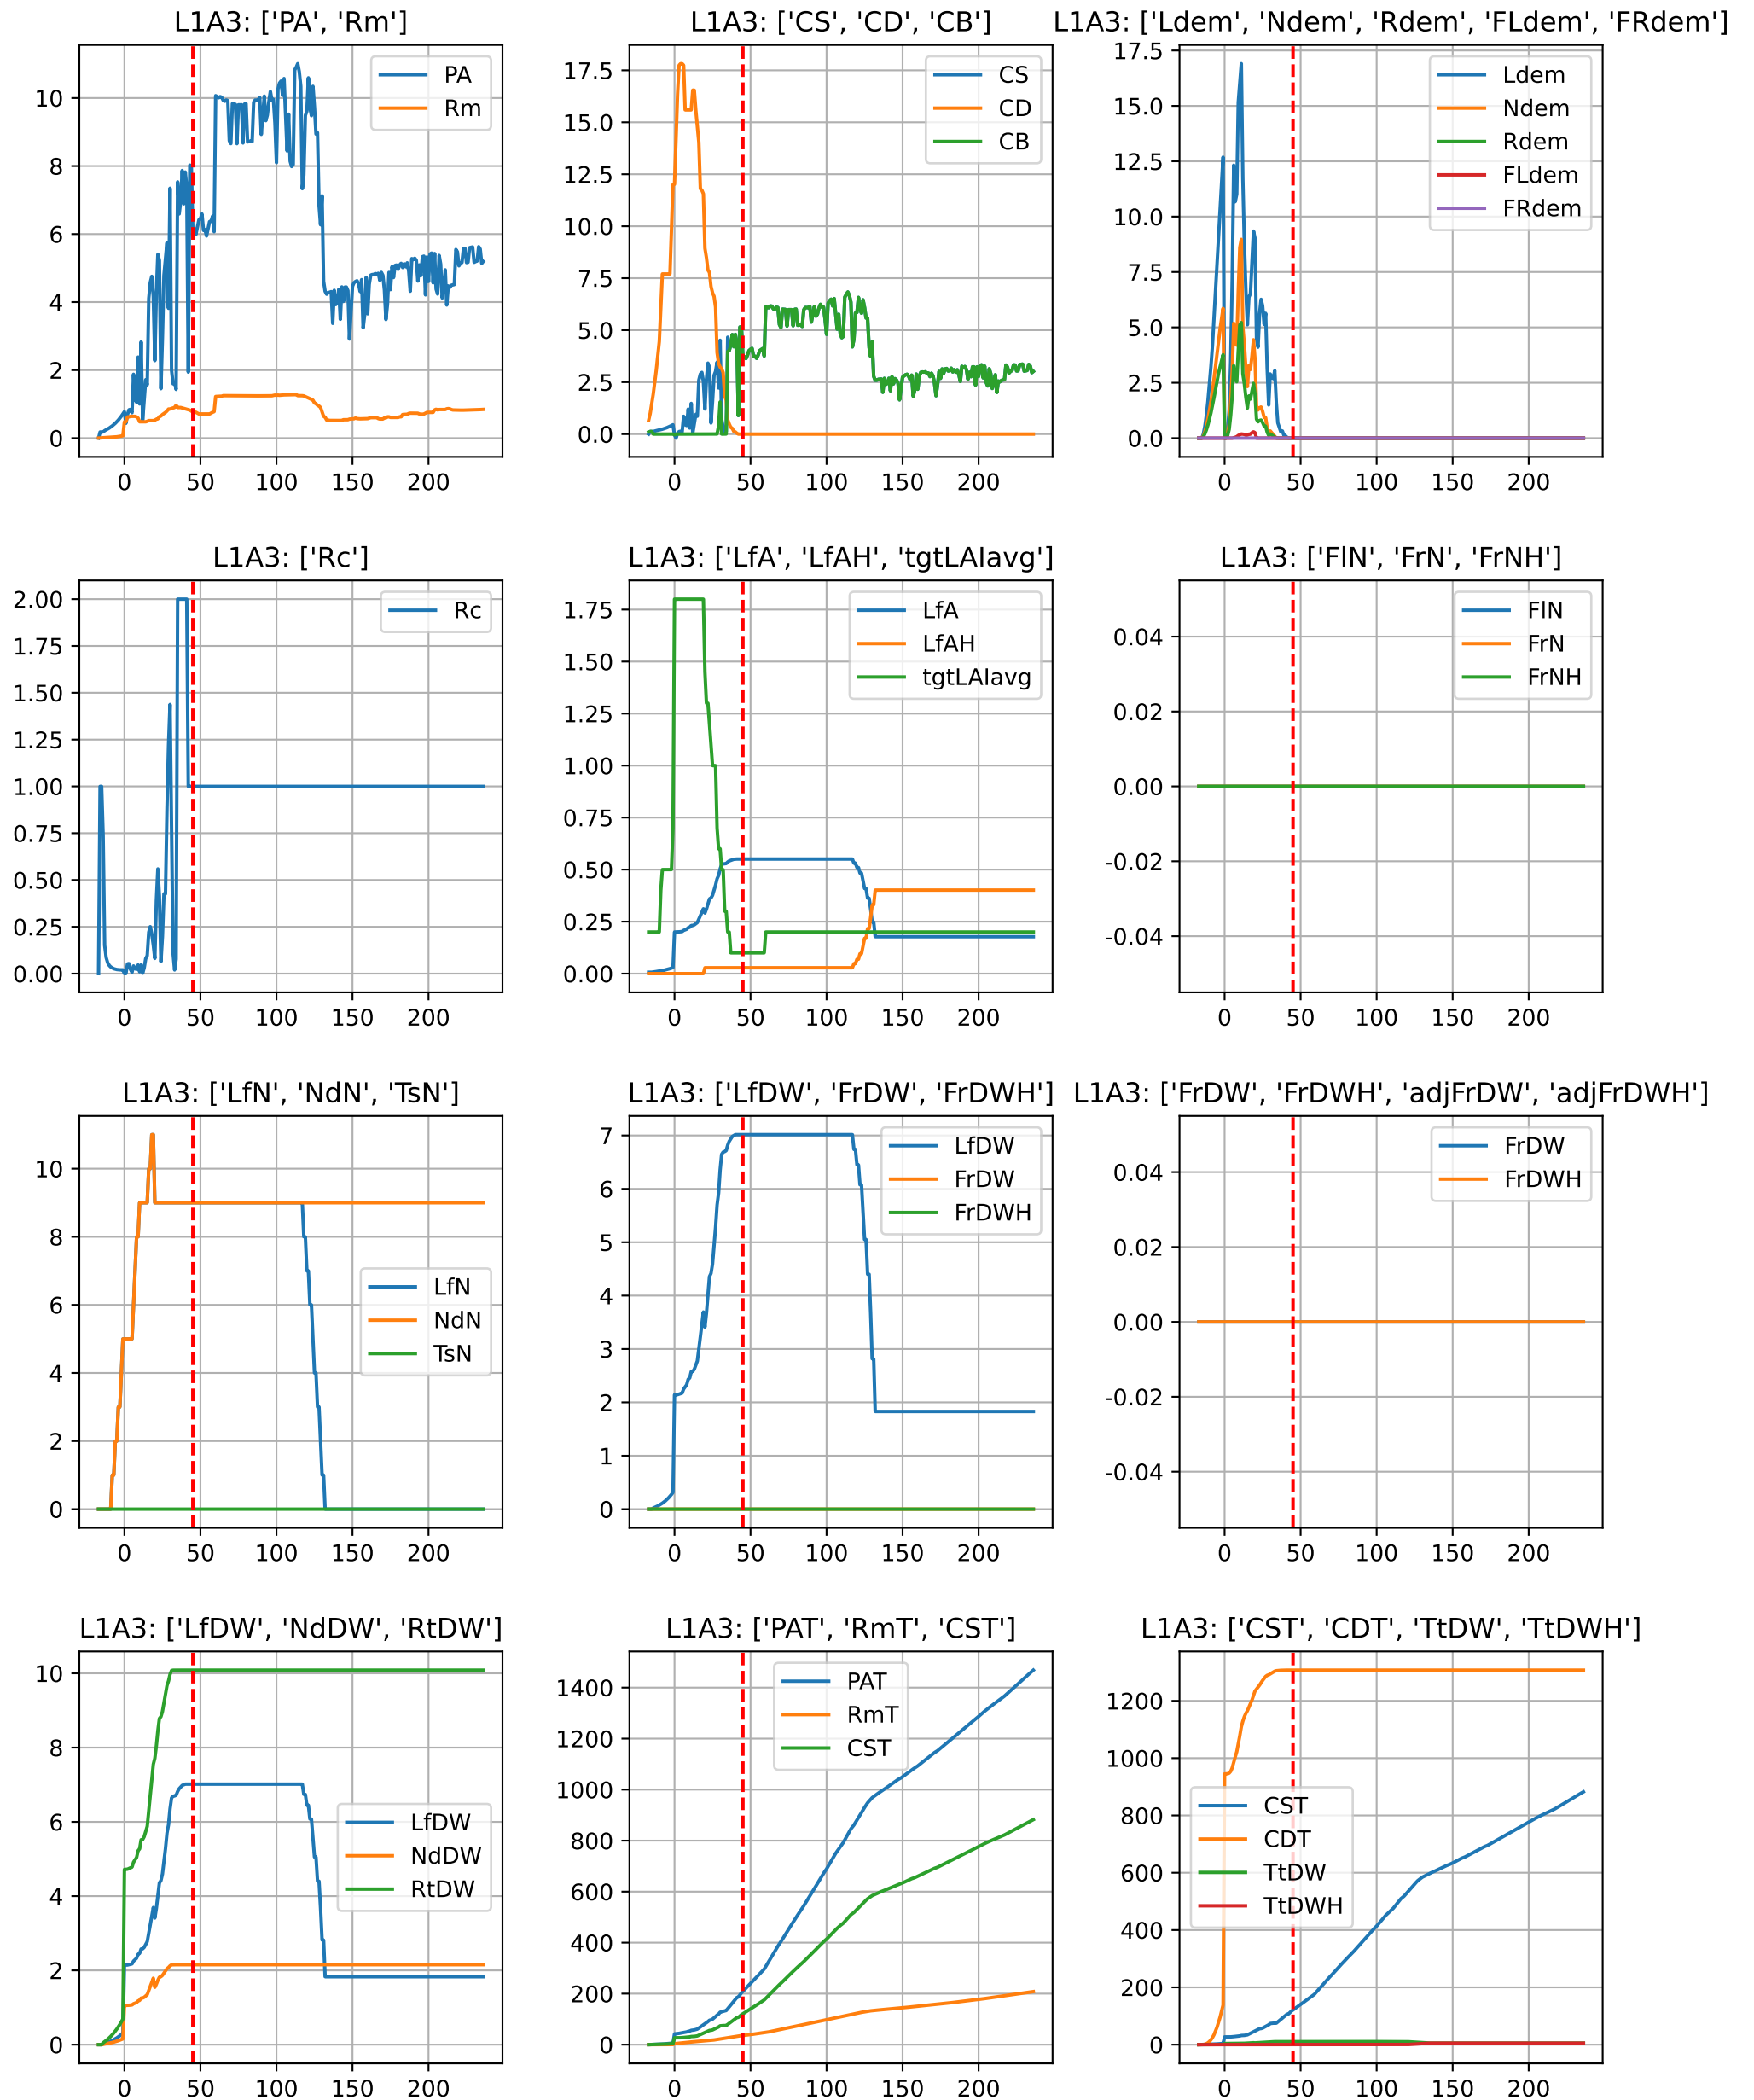 L1A3: ['PA', 'Rm']
10
8
6
4
2
0
0 50 100 150 200
PA
Rm
L1A3: ['CS', 'CD', 'CB']
17.5
15.0
12.5
10.0
7.5
5.0
2.5
0.0
0 50 100 150 200
CS
CD
CB
L1A3: ['Ldem', 'Ndem', 'Rdem', 'FLdem', 'FRdem']
17.5
15.0
12.5
10.0
7.5
5.0
2.5
0.0
0 50 100 150 200
Ldem
Ndem
Rdem
FLdem
FRdem
L1A3: ['Rc']
2.00
1.75
1.50
1.25
1.00
0.75
0.50
0.25
0.00
0 50 100 150 200
Rc
L1A3: ['LfA', 'LfAH', 'tgtLAIavg']
1.75
1.50
1.25
1.00
0.75
0.50
0.25
0.00
0 50 100 150 200
LfA
LfAH
tgtLAIavg
L1A3: ['FlN', 'FrN', 'FrNH']
0.04
0.02
0.00
-0.02
-0.04
0 50 100 150 200
FlN
FrN
FrNH
L1A3: ['LfN', 'NdN', 'TsN']
10
8
6
4
2
0
0 50 100 150 200
LfN
NdN
TsN
L1A3: ['LfDW', 'FrDW', 'FrDWH']
7
6
5
4
3
2
1
0
0 50 100 150 200
LfDW
FrDW
FrDWH
L1A3: ['FrDW', 'FrDWH', 'adjFrDW', 'adjFrDWH']
0.04
0.02
0.00
-0.02
-0.04
0 50 100 150 200
FrDW
FrDWH
L1A3: ['LfDW', 'NdDW', 'RtDW']
10
8
6
4
2
0
0 50 100 150 200
LfDW
NdDW
RtDW
L1A3: ['PAT', 'RmT', 'CST']
1400
1200
1000
800
600
400
200
0
0 50 100 150 200
PAT
RmT
CST
L1A3: ['CST', 'CDT', 'TtDW', 'TtDWH']
1200
1000
800
600
400
200
0
0 50 100 150 200
CST
CDT
TtDW
TtDWH